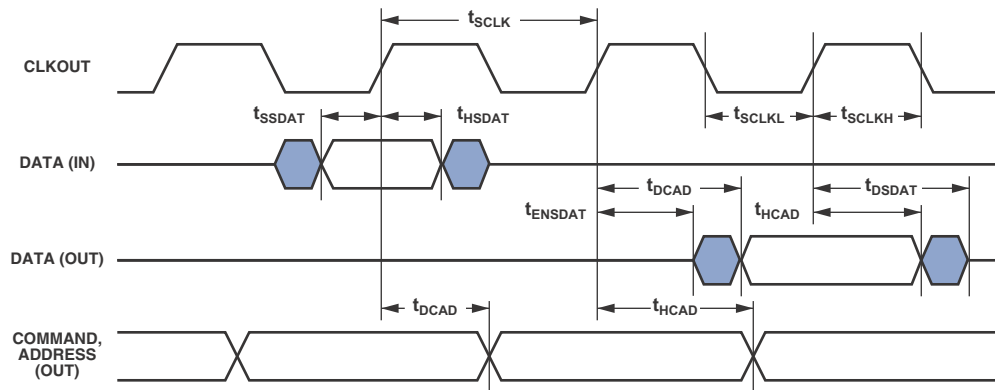 tSCLK
CLKOUT
tSSDAT
tHSDAT
tSCLKL
tSCLKH
DATA (IN)
tDCAD
tDSDAT
tENSDAT
tHCAD
DATA (OUT)
tDCAD
tHCAD
COMMAND,
ADDRESS
(OUT)